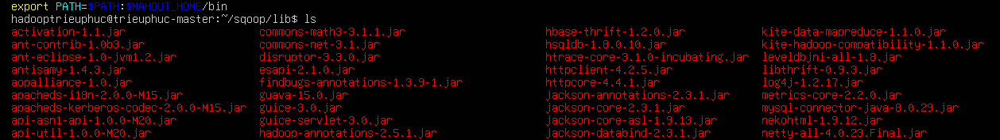 export PATH=$PATH:$MAHOUT_HOME/bin
hadooptrieuphuc@trieuphuc-master:~/sqoop/lib$ ls
activation-1.1.jar commons-math3-3.1.1.jar hbase-thrift-1.2.0.jar kite-data-mapreduce-1.1.0.jar
ant-contrib-1.0b3.jar commons-net-3.1.jar hsqldb-1.8.0.10.jar kite-hadoop-compatibility-1.1.0.jar
ant-eclipse-1.0-jvm1.2.jar disruptor-3.3.0.jar htrace-core-3.1.0-incubating.jar leveldbjni-all-1.8.jar
antisamy-1.4.3.jar esapi-2.1.0.jar httpclient-4.2.5.jar libthrift-0.9.3.jar
aopalliance-1.0.jar findbugs-annotations-1.3.9-1.jar httpcore-4.4.1.jar log4j-1.2.17.jar
apacheds-i18n-2.0.0-M15.jar guava-15.0.jar jackson-annotations-2.3.1.jar metrics-core-2.2.0.jar
apacheds-kerberos-codec-2.0.0-M15.jar guice-3.0.jar jackson-core-2.3.1.jar mysql-connector-java-8.0.29.jar
api-asn1-api-1.0.0-M20.jar guice-servlet-3.0.jar jackson-core-asl-1.9.13.jar nekohtml-1.9.12.jar
api-util-1.0.0-M20.jar hadoop-annotations-2.5.1.jar jackson-databind-2.3.1.jar netty-all-4.0.23.Final.jar